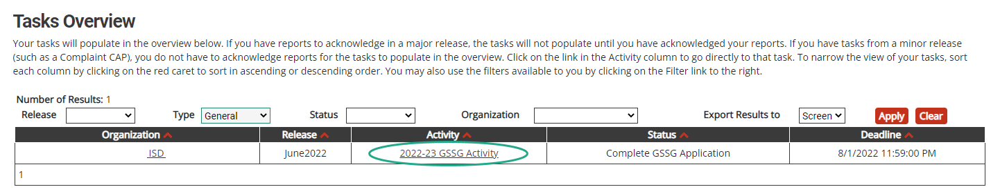 Tasks Overview
Your tasks will populate in the overview below. If you have reports to acknowledge in a major release, the tasks will not populate until you have acknowledged your reports. If you have tasks from a minor release
(such as a Complaint CAP), you do not have to acknowledge reports for the tasks to populate in the overview. Click on the link in the Activity column to go directly to that task. To narrow the view of your tasks, sort
each column by clicking on the red caret to sort in ascending or descending order. You may also use the filters available to you by clicking on the Filter link to the right.
Number of Results: 1
Release Type General Status Organization Export Results to Screen Apply Clear
Organization Release Activity Status Deadline
ISD June2022 2022-23 GSSG Activity Complete GSSG Application 8/1/2022 11:59:00 PM
1